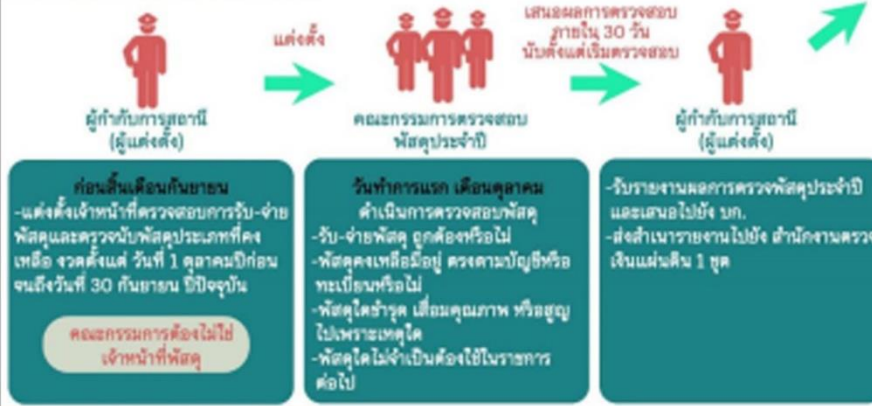 แต่งตั้ง
เสนอผลการตรวจสอบ
ภายใน 30 วัน
นับตั้งแต่เริ่มตรวจสอบ
ผู้กำกับการสถานี
(ผู้แต่งตั้ง)
คณะกรรมการตรวจสอบ
พัสดุประจำปี
ผู้กำกับการสถานี
(ผู้แต่งตั้ง)
ก่อนสิ้นเดือนกันยายน
-แต่งตั้งเจ้าหน้าที่ตรวจสอบการรับ-จ่าย
พัสดุและตรวจนับพัสดุประเภทที่คง
เหลือ งวดตั้งแต่ วันที่ 1 ตุลาคมปีก่อน
จนถึงวันที่ 30 กันยายน ปีปัจจุบัน
คณะกรรมการต้องไม่ใช่
เจ้าหน้าที่พัสดุ
วันทำการแรก เดือนตุลาคม
ดำเนินการตรวจสอบพัสดุ
-รับ-จ่ายพัสดุ ถูกต้องหรือไม่
-พัสดุคงเหลือมีอยู่ ตรงตามบัญชีหรือ
ทะเบียนหรือไม่
-พัสดุใดชำรุด เสื่อมคุณภาพ หรือสูญ
ไปเพราะเหตุใด
-พัสดุใดไม่จำเป็นต้องใช้ในราชการ
ต่อไป
-รับรายงานผลการตรวจพัสดุประจำปี
และเสนอไปยัง บก.
-ส่งสำเนารายงานไปยัง สำนักงานตรวจ
เงินแผ่นดิน 1 ชุด